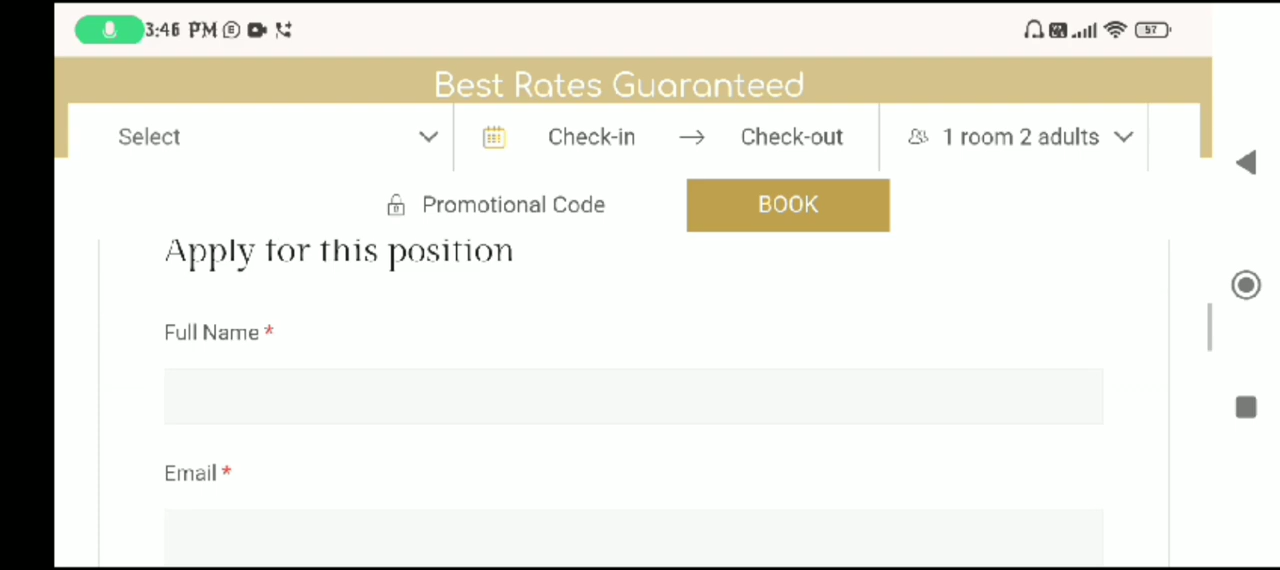 3:46 PM
57
Best Rates Guaranteed
Select
Check-in → Check-out
1 room 2 adults
Promotional Code
BOOK
Apply for this position
Full Name *
Email *